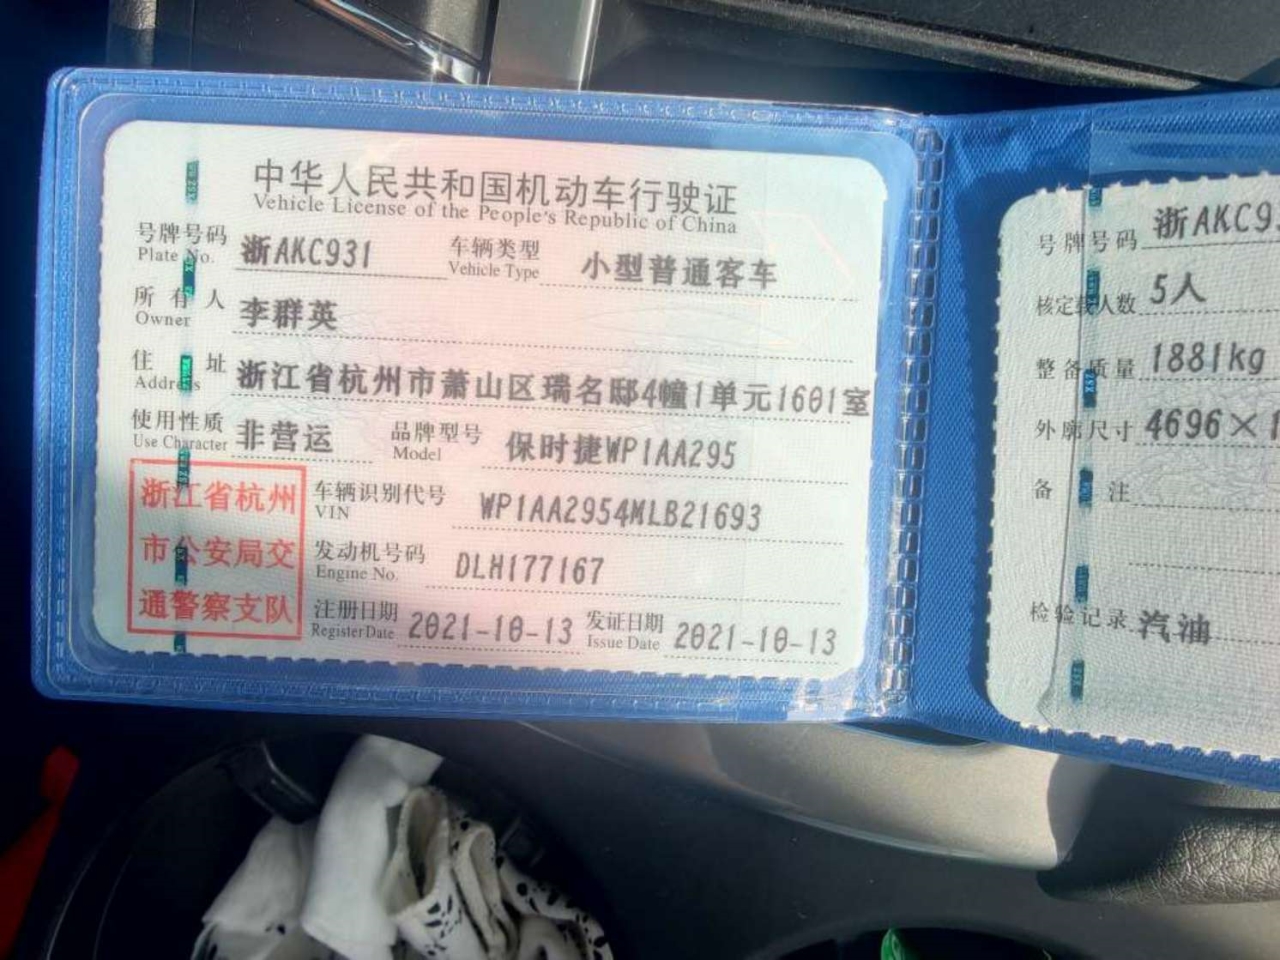 中华人民共和国机动车行驶证
Vehicle License of the People's Republic of China
号牌号码 浙AKC931 车辆类型 小型普通客车
Plate No. Vehicle Type
所有人 李群英
Owner
住址 浙江省杭州市萧山区瑞名邸4幢1单元1601室
Address
使用性质 非营运 品牌型号 保时捷WP1AA295
Use Character Model
浙江省杭州
市公安局交
通警察支队
车辆识别代号 WP1AA2954MLB21693
VIN
发动机号码 DLH177167
Engine No.
注册日期 2021-10-13 发证日期 2021-10-13
Register Date Issue Date
号牌号码 浙AKC9
核定载人数 5人
整备质量 1881kg
外廓尺寸 4696×1
备注
检验记录 汽油